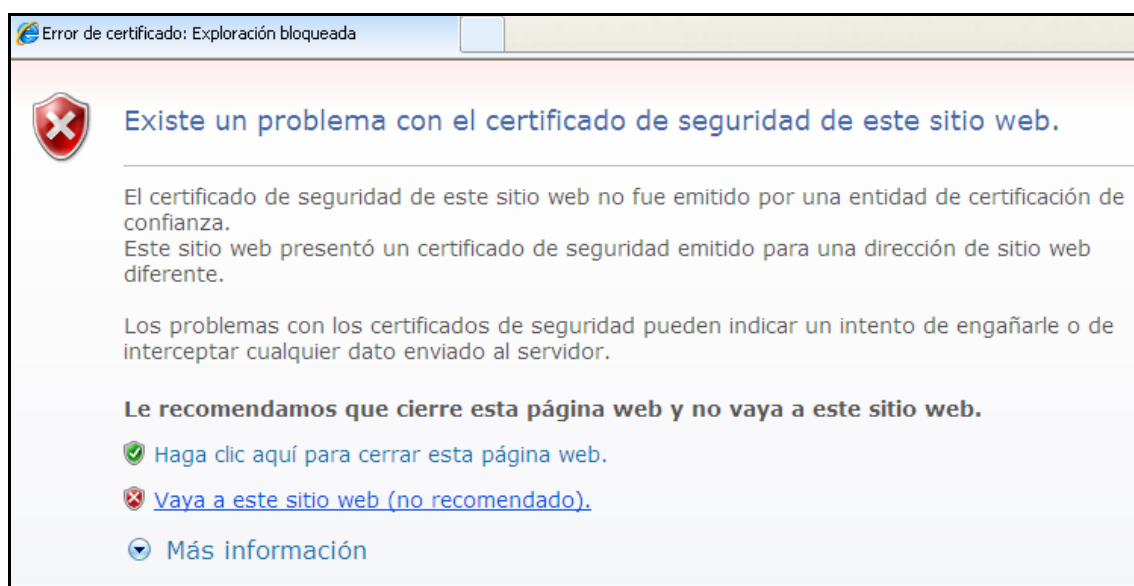 Error de certificado: Exploración bloqueada
Existe un problema con el certificado de seguridad de este sitio web.
El certificado de seguridad de este sitio web no fue emitido por una entidad de certificación de
confianza.
Este sitio web presentó un certificado de seguridad emitido para una dirección de sitio web
diferente.
Los problemas con los certificados de seguridad pueden indicar un intento de engañarle o de
interceptar cualquier dato enviado al servidor.
Le recomendamos que cierre esta página web y no vaya a este sitio web.
Haga clic aquí para cerrar esta página web.
Vaya a este sitio web (no recomendado).
Más información